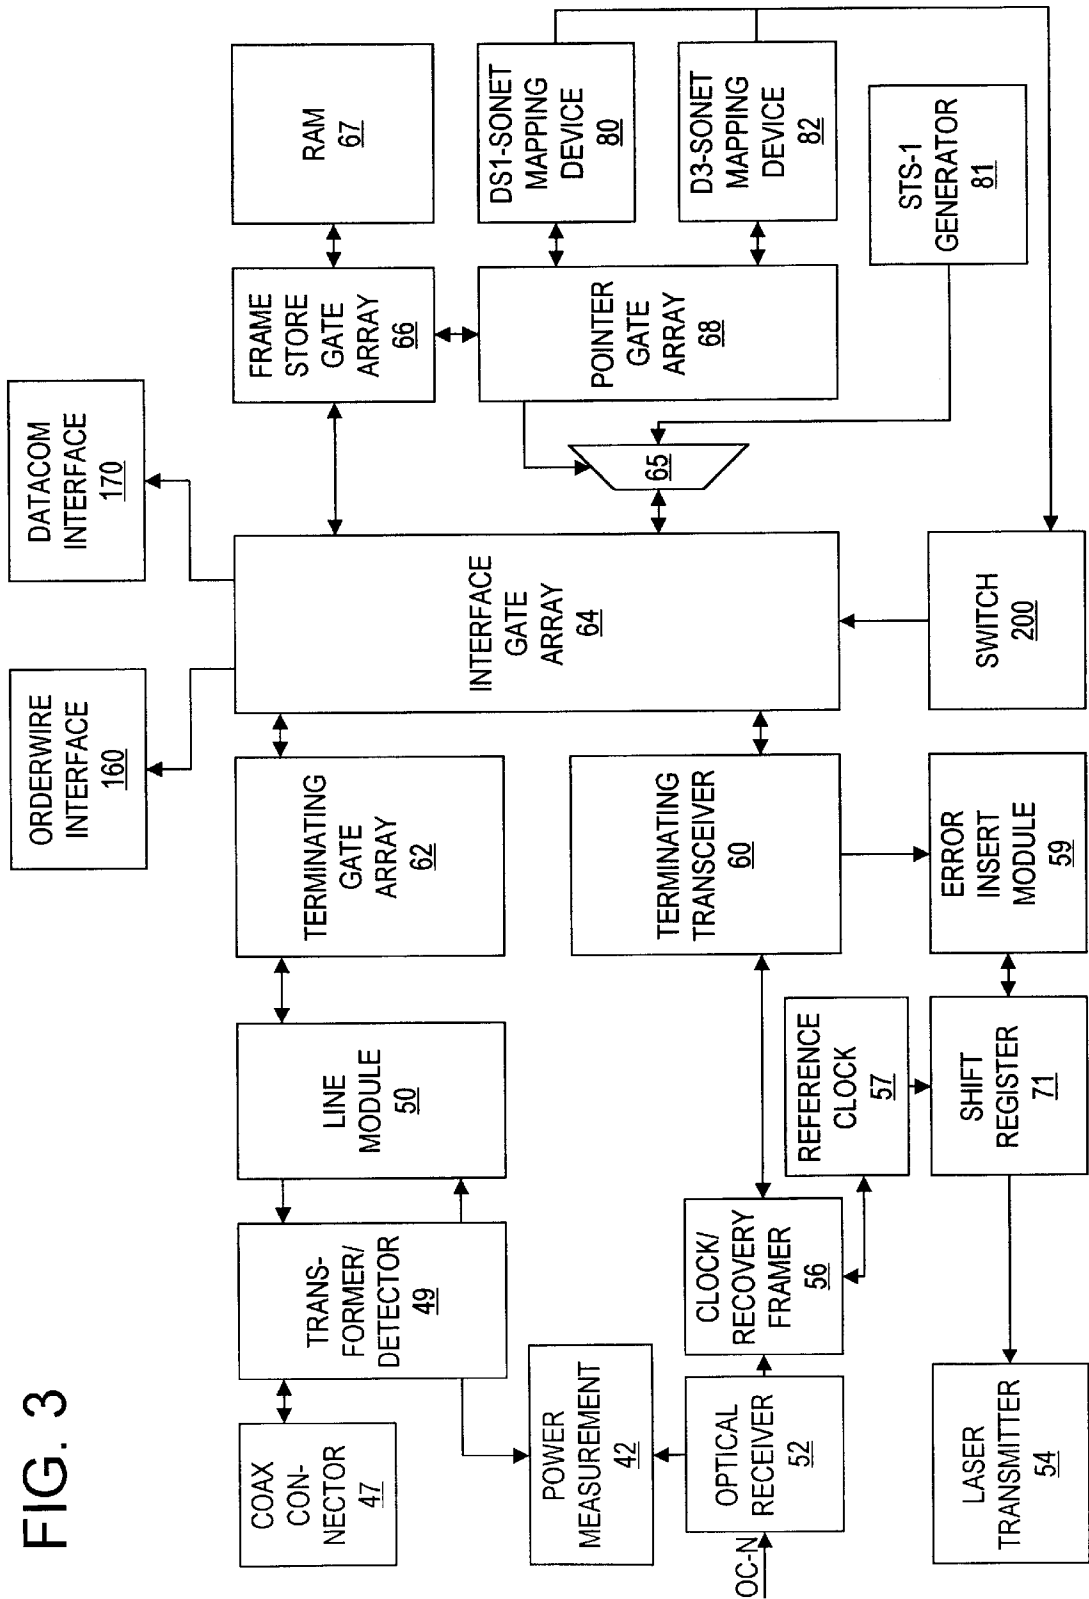 FIG. 3
ORDERWIRE
INTERFACE
160
DATACOM
INTERFACE
170
COAX
CON-
NECTOR
47
TRANS-
FORMER/
DETECTOR
49
LINE
MODULE
50
TERMINATING
GATE
ARRAY
62
INTERFACE
GATE
ARRAY
64
FRAME
STORE
GATE
ARRAY
66
RAM
67
POWER
MEASUREMENT
42
65
POINTER
GATE
ARRAY
68
DS1-SONET
MAPPING
DEVICE
80
D3-SONET
MAPPING
DEVICE
82
OC-N
OPTICAL
RECEIVER
52
CLOCK/
RECOVERY
FRAMER
56
REFERENCE
CLOCK
57
TERMINATING
TRANSCEIVER
60
STS-1
GENERATOR
81
LASER
TRANSMITTER
54
SHIFT
REGISTER
71
ERROR
INSERT
MODULE
59
SWITCH
200